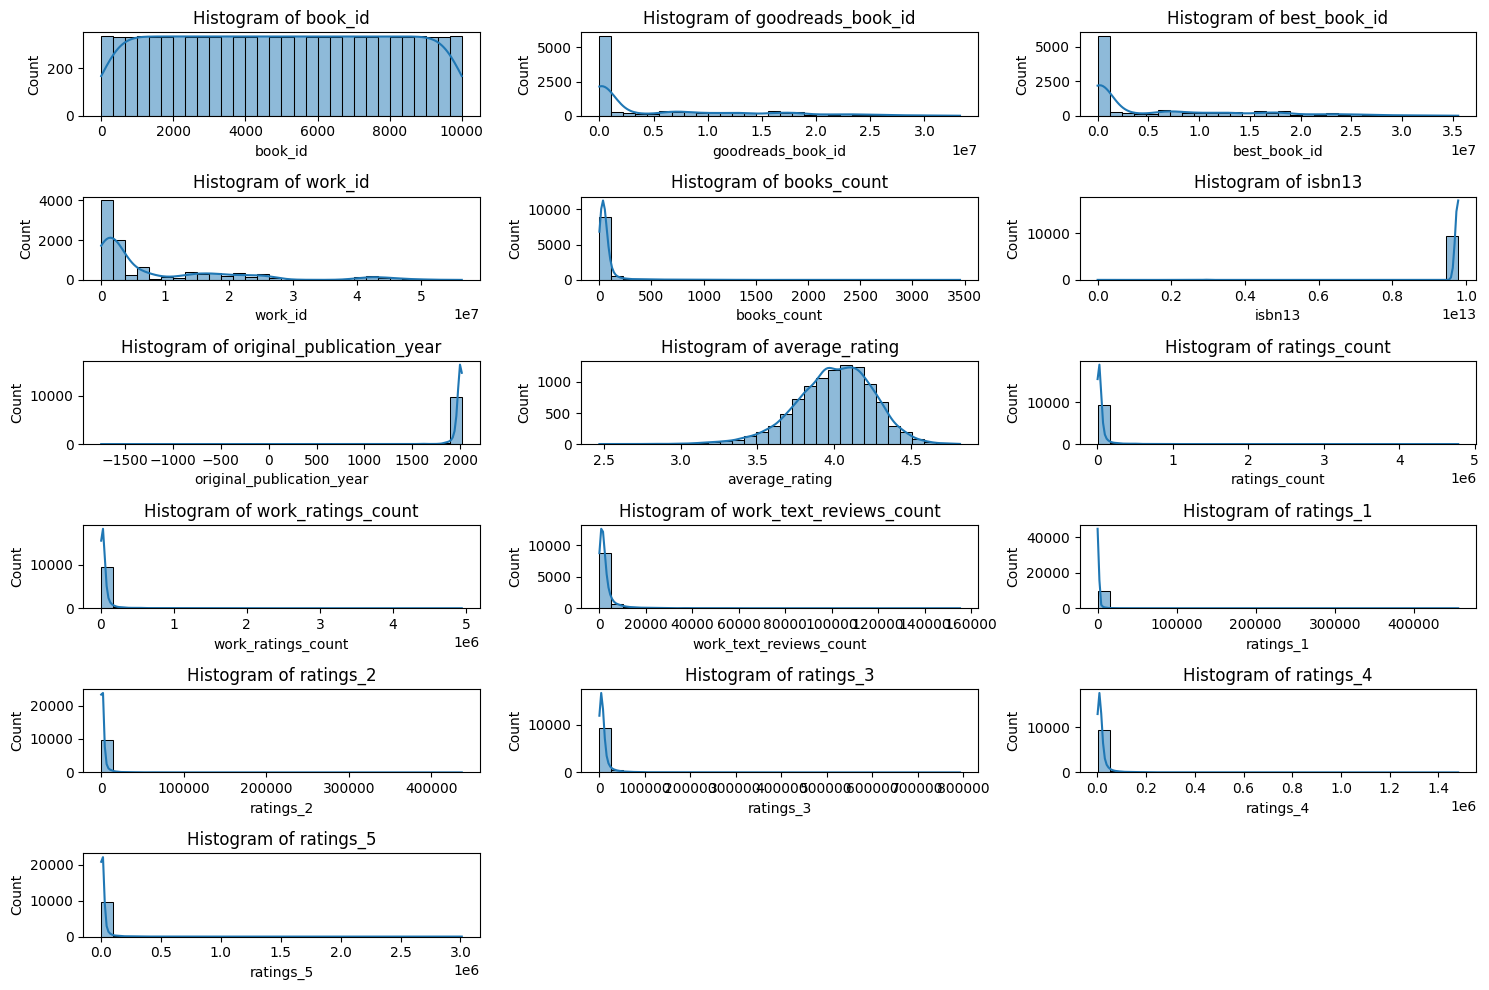 Histogram of book_id
Count
200
0
0 2000 4000 6000 8000 10000
book_id
Histogram of goodreads_book_id
Count
5000
2500
0
0.0 0.5 1.0 1.5 2.0 2.5 3.0
1e7
goodreads_book_id
Histogram of best_book_id
Count
5000
2500
0
0.0 0.5 1.0 1.5 2.0 2.5 3.0 3.5
1e7
best_book_id
Histogram of work_id
Count
4000
2000
0
0 1 2 3 4 5
1e7
work_id
Histogram of books_count
Count
10000
5000
0
0 500 1000 1500 2000 2500 3000 3500
books_count
Histogram of isbn13
Count
10000
0
0.0 0.2 0.4 0.6 0.8 1.0
1e13
isbn13
Histogram of original_publication_year
Count
10000
0
−1500 −1000 −500 0 500 1000 1500 2000
original_publication_year
Histogram of average_rating
Count
1000
500
0
2.5 3.0 3.5 4.0 4.5
average_rating
Histogram of ratings_count
Count
10000
0
0 1 2 3 4 5
1e6
ratings_count
Histogram of work_ratings_count
Count
10000
0
0 1 2 3 4 5
1e6
work_ratings_count
Histogram of work_text_reviews_count
Count
10000
5000
0
0 20000 40000 60000 80000 100000 120000 140000 160000
work_text_reviews_count
Histogram of ratings_1
Count
40000
20000
0
0 100000 200000 300000 400000
ratings_1
Histogram of ratings_2
Count
20000
10000
0
0 100000 200000 300000 400000
ratings_2
Histogram of ratings_3
Count
10000
0
0 100000 200000 300000 400000 500000 600000 700000 800000
ratings_3
Histogram of ratings_4
Count
10000
0
0.0 0.2 0.4 0.6 0.8 1.0 1.2 1.4
1e6
ratings_4
Histogram of ratings_5
Count
20000
10000
0
0.0 0.5 1.0 1.5 2.0 2.5 3.0
1e6
ratings_5